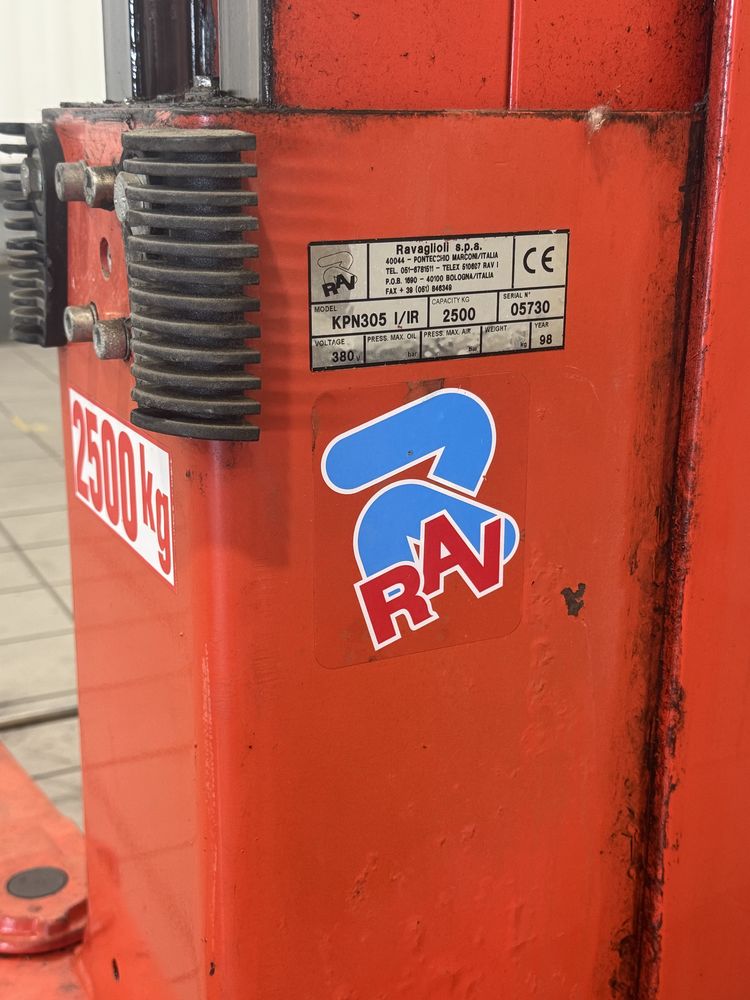 RAV
Ravaglioli s.p.a.
40044 - PONTECCHIO MARCONI/ITALIA
TEL. 051-6781511 - TELEX 510607 RAV I
P.O.B. 1690 - 40100 BOLOGNA/ITALIA
FAX + 39 (051) 846349
CE
MODEL
KPN305 I/IR
CAPACITY KG
2500
SERIAL N°
05730
VOLTAGE
380 V
PRESS. MAX. OIL
bar
PRESS. MAX. AIR
bar
WEIGHT
kg
YEAR
98
2500kg
RAV